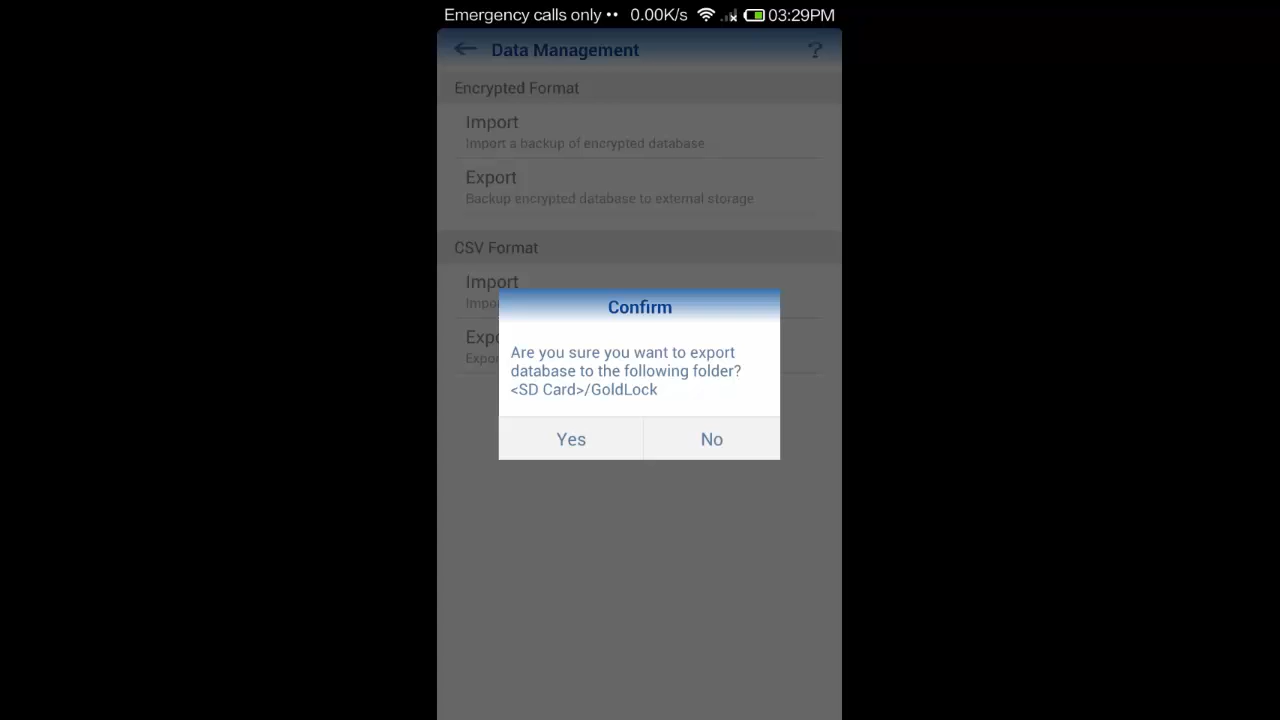 Emergency calls only •• 0.00K/s 03:29PM
Data Management ?
Encrypted Format
Import
Import a backup of encrypted database
Export
Backup encrypted database to external storage
CSV Format
Import
Confirm
Are you sure you want to export
database to the following folder?
<SD Card>/GoldLock
Yes No